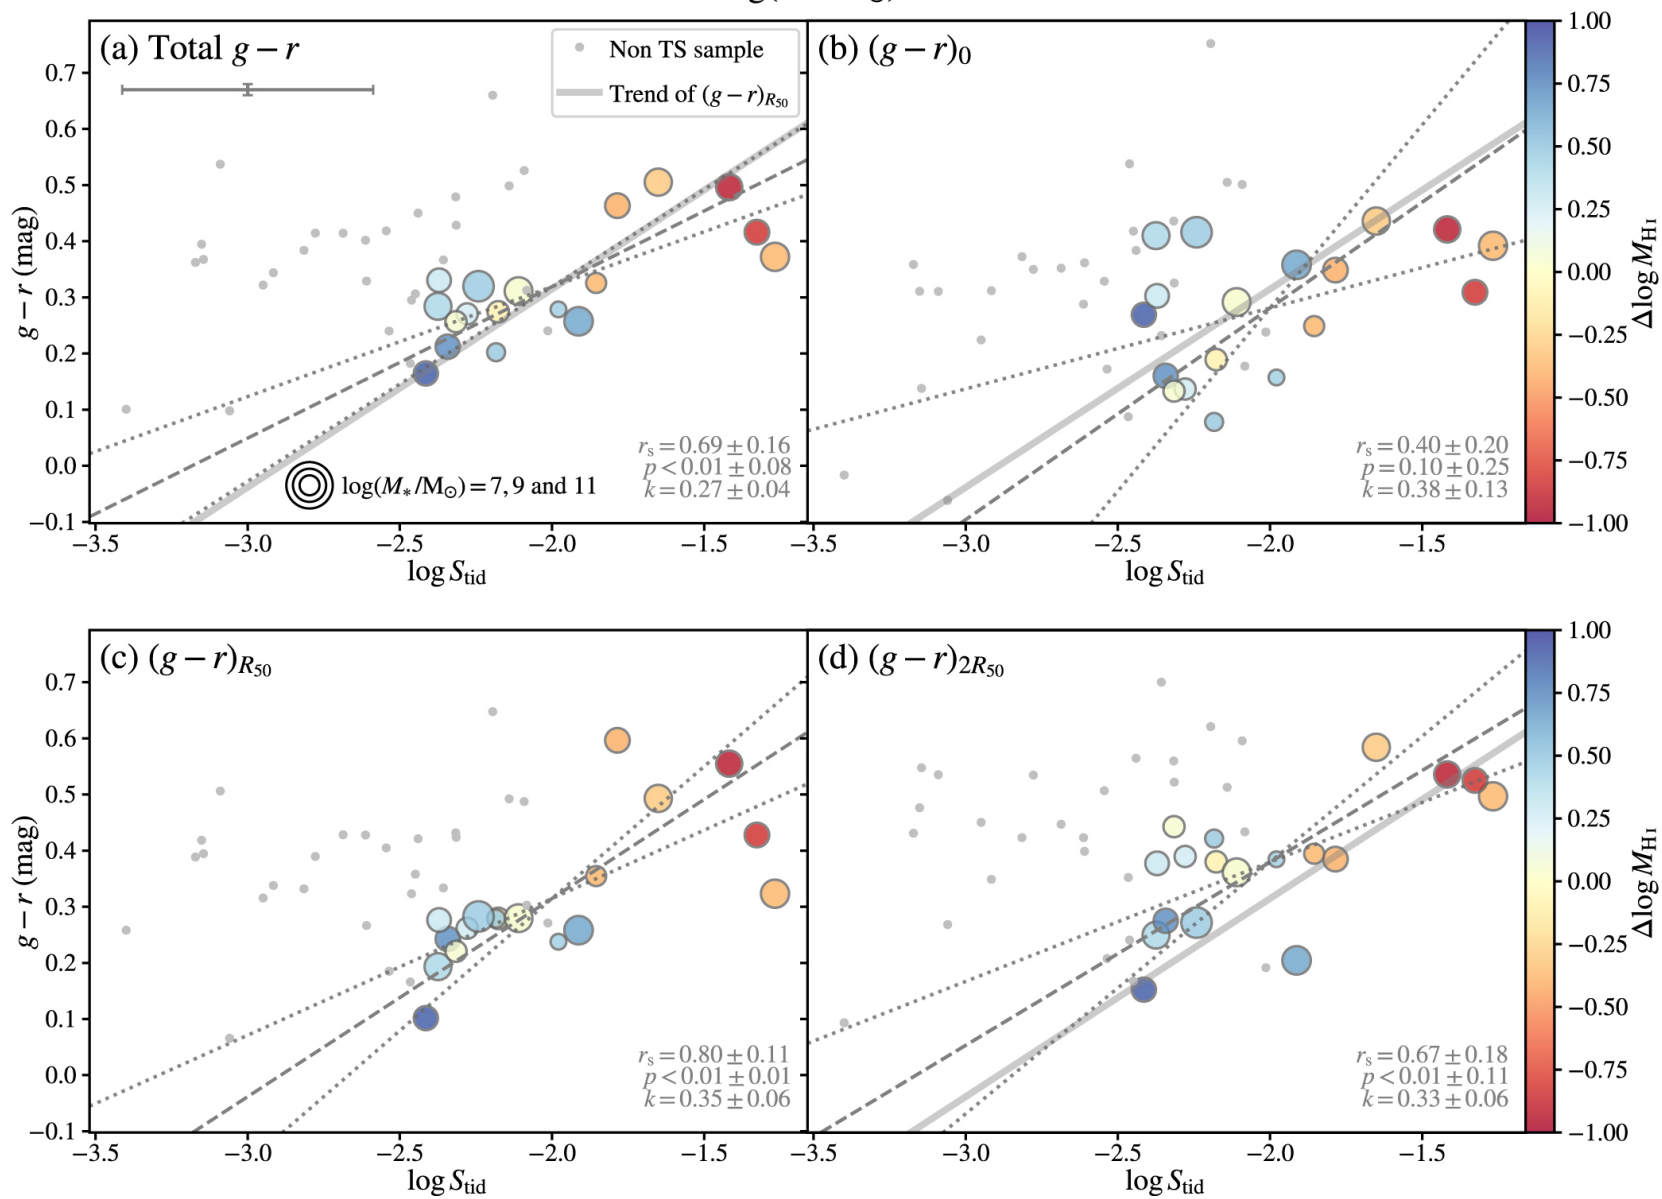 (a) Total g − r
Non TS sample
Trend of (g − r)R50
0.7
0.6
0.5
0.4
0.3
0.2
0.1
0.0
−0.1
g − r (mag)
log(M*/M⊙) = 7, 9 and 11
rs = 0.69 ± 0.16
p < 0.01 ± 0.08
k = 0.27 ± 0.04
−3.5 −3.0 −2.5 −2.0 −1.5
log Stid
(b) (g − r)0
rs = 0.40 ± 0.20
p = 0.10 ± 0.25
k = 0.38 ± 0.13
−3.5 −3.0 −2.5 −2.0 −1.5
log Stid
1.00
0.75
0.50
0.25
0.00
−0.25
−0.50
−0.75
−1.00
Δlog MHI
(c) (g − r)R50
0.7
0.6
0.5
0.4
0.3
0.2
0.1
0.0
−0.1
g − r (mag)
rs = 0.80 ± 0.11
p < 0.01 ± 0.01
k = 0.35 ± 0.06
−3.5 −3.0 −2.5 −2.0 −1.5
log Stid
(d) (g − r)2R50
rs = 0.67 ± 0.18
p < 0.01 ± 0.11
k = 0.33 ± 0.06
−3.5 −3.0 −2.5 −2.0 −1.5
log Stid
1.00
0.75
0.50
0.25
0.00
−0.25
−0.50
−0.75
−1.00
Δlog MHI